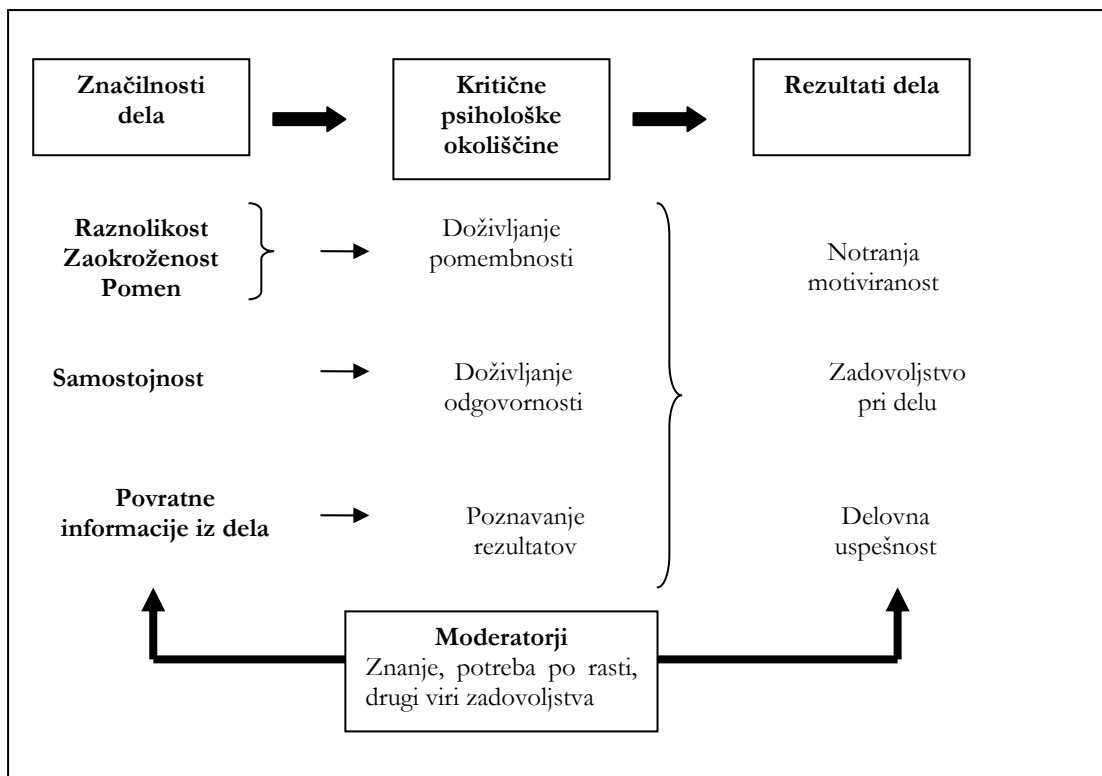 Značilnosti
dela
Kritične
psihološke
okoliščine
Rezultati dela
Raznolikost
Zaokroženost
Pomen
Doživljanje
pomembnosti
Notranja
motiviranost
Samostojnost
Doživljanje
odgovornosti
Zadovoljstvo
pri delu
Povratne
informacije iz dela
Poznavanje
rezultatov
Delovna
uspešnost
Moderatorji
Znanje, potreba po rasti,
drugi viri zadovoljstva